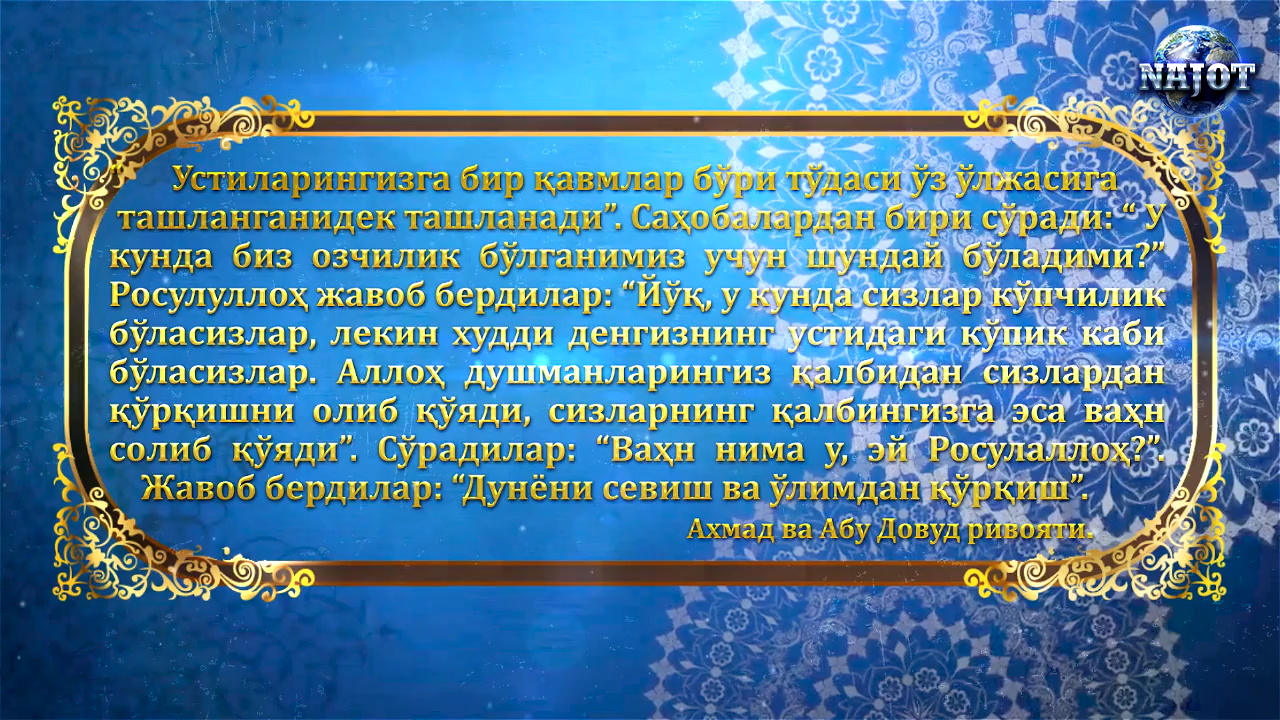 NAJOT
" Устиларингизга бир қавмлар бўри тўдаси ўз ўлжасига
ташланганидек ташланади”. Саҳобалардан бири сўради: “ У
кунда биз озчилик бўлганимиз учун шундай бўладими?”
Росулуллоҳ жавоб бердилар: “Йўқ, у кунда сизлар кўпчилик
бўласизлар, лекин худди денгизнинг устидаги кўпик каби
бўласизлар. Аллоҳ душманларингиз қалбидан сизлардан
қўрқишни олиб қўяди, сизларнинг қалбингизга эса ваҳн
солиб қўяди”. Сўрадилар: “Ваҳн нима у, эй Росулаллоҳ?”.
Жавоб бердилар: “Дунёни севиш ва ўлимдан қўрқиш”.
Ахмад ва Абу Довуд ривояти.